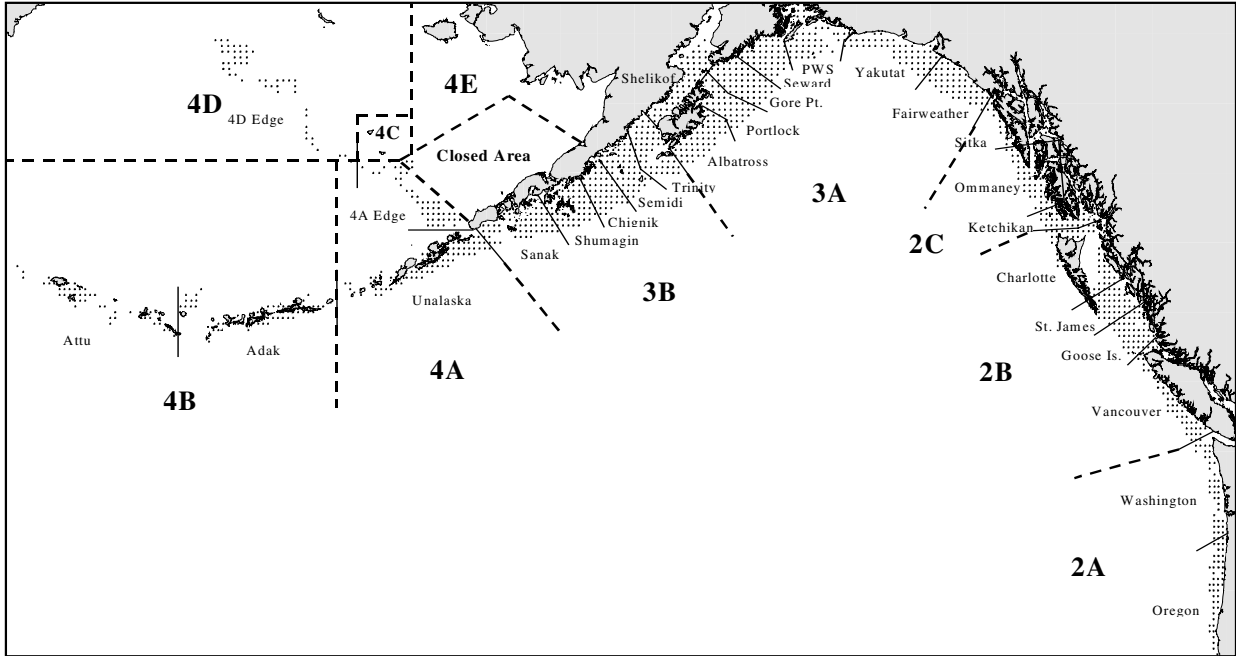 4D
4D Edge
4E
4C
Closed Area
4A Edge
Shelikof
PWS
Seward
Gore Pt.
Portlock
Albatross
Trinity
Semidi
Chignik
Shumagin
Sanak
Unalaska
Yakutat
Fairweather
Sitka
Ommaney
Ketchikan
Charlotte
St. James
Goose Is.
Vancouver
Washington
Oregon
3A
2C
3B
2B
4A
Attu
Adak
4B
2A